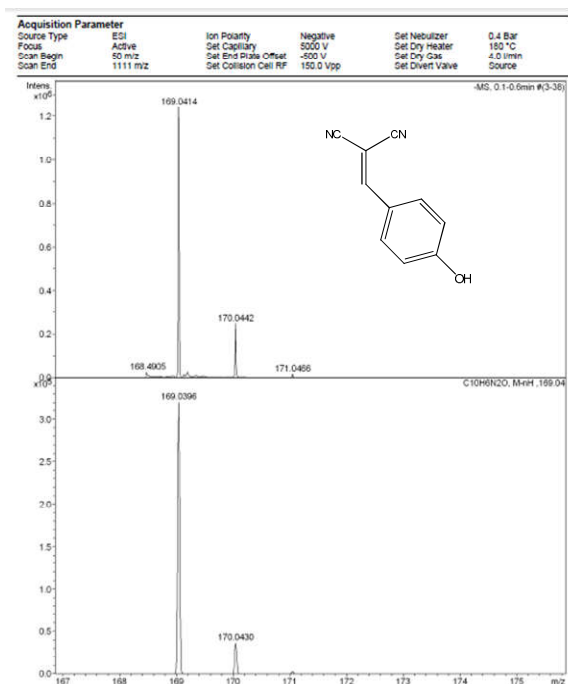 Acquisition Parameter
Source Type ESI Ion Polarity Negative Set Nebulizer 0.4 Bar
Focus Active Set Capillary 5000 V Set Dry Heater 180 °C
Scan Begin 50 m/z Set End Plate Offset -500 V Set Dry Gas 4.0 l/min
Scan End 1111 m/z Set Collision Cell RF 150.0 Vpp Set Divert Valve Source
Intens.
x10⁶
-MS, 0.1-0.6min #(3-38)
169.0414
1.2
NC CN
1.0
0.8
0.6
OH
0.4
170.0442
0.2
168.4905
171.0466
0.0
C10H6N2O, M-nH ,169.04
169.0396
3.0
2.5
2.0
1.5
1.0
170.0430
0.5
0.0
167 168 169 170 171 172 173 174 175 m/z